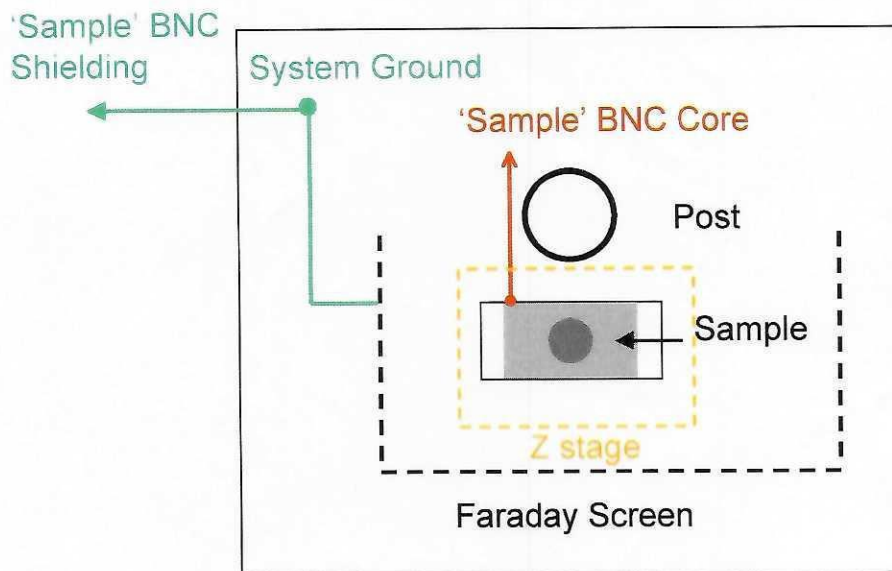 ‘Sample’ BNC
Shielding
System Ground
‘Sample’ BNC Core
Post
Sample
Z stage
Faraday Screen